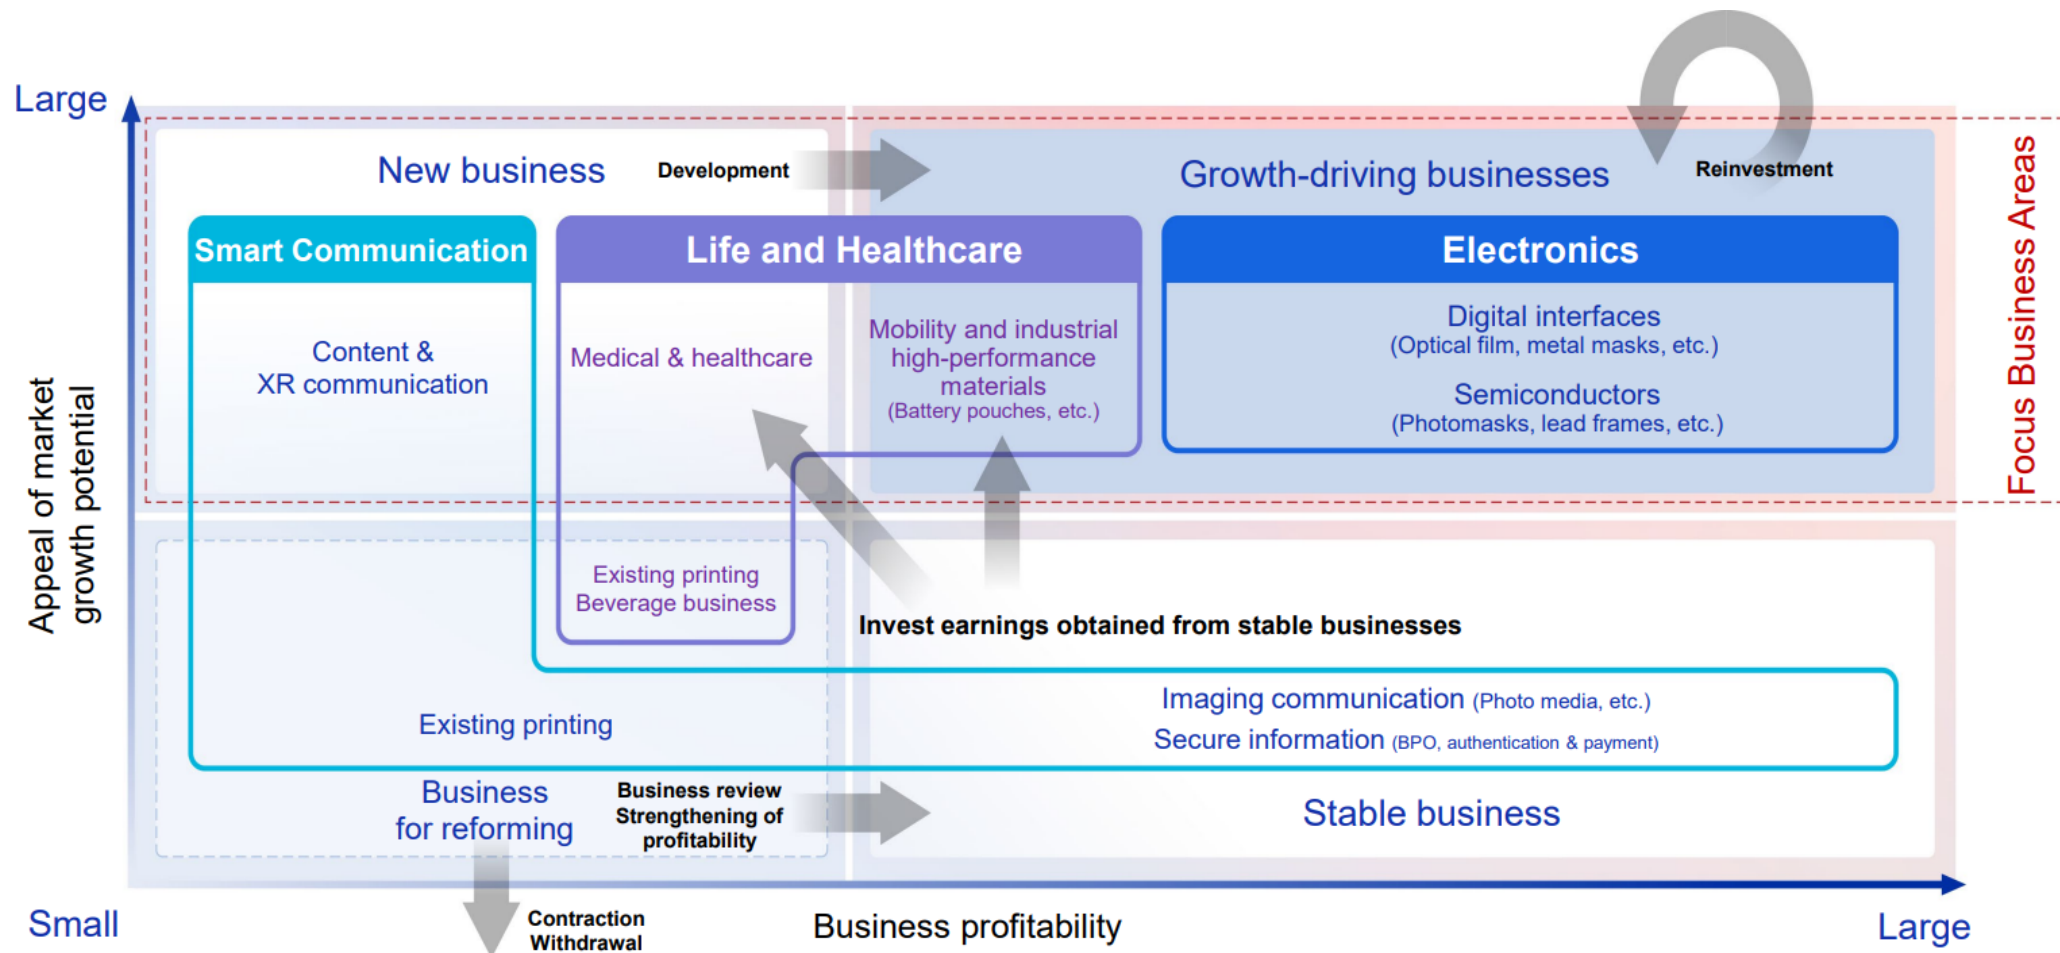 Large
New business
Development
Growth-driving businesses
Reinvestment
Focus Business Areas
Smart Communication
Life and Healthcare
Electronics
Content &
XR communication
Medical & healthcare
Mobility and industrial
high-performance
materials
(Battery pouches, etc.)
Digital interfaces
(Optical film, metal masks, etc.)
Semiconductors
(Photomasks, lead frames, etc.)
Appeal of market
growth potential
Existing printing
Beverage business
Invest earnings obtained from stable businesses
Existing printing
Imaging communication (Photo media, etc.)
Secure information (BPO, authentication & payment)
Business
for reforming
Business review
Strengthening of
profitability
Stable business
Small
Contraction
Withdrawal
Business profitability
Large